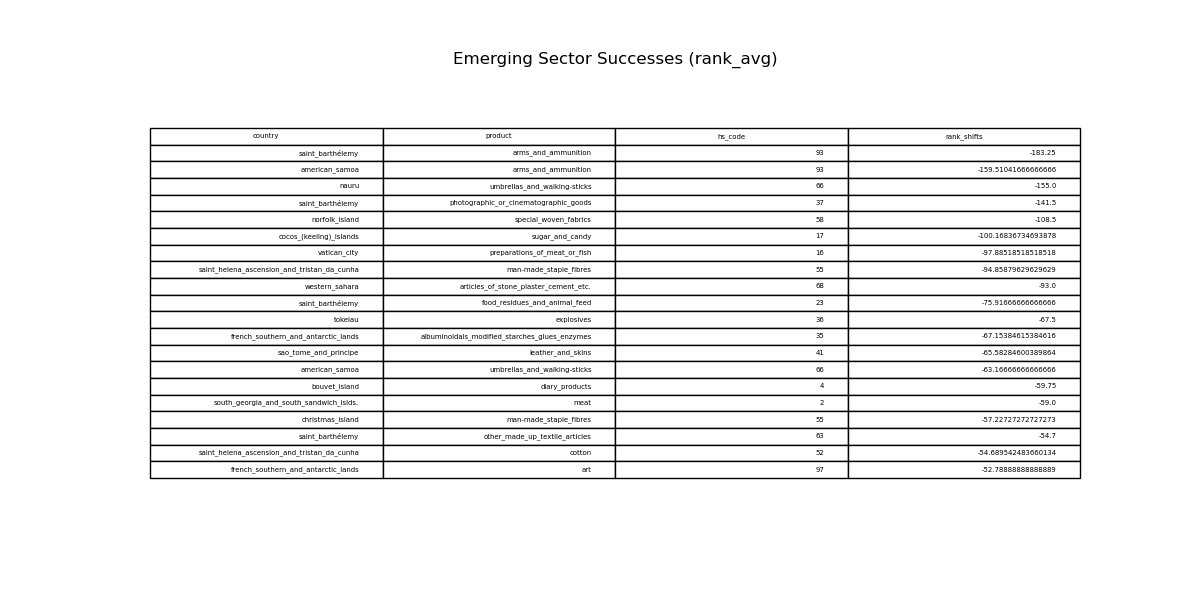 Emerging Sector Successes (rank_avg)
country product hs_code rank_shifts
saint_barthélemy arms_and_ammunition 93 -183.25
american_samoa arms_and_ammunition 93 -159.51041666666666
nauru umbrellas_and_walking-sticks 66 -155.0
saint_barthélemy photographic_or_cinematographic_goods 37 -141.5
norfolk_island special_woven_fabrics 58 -108.5
cocos_(keeling)_islands sugar_and_candy 17 -100.16836734693878
vatican_city preparations_of_meat_or_fish 16 -97.88518518518518
saint_helena_ascension_and_tristan_da_cunha man-made_staple_fibres 55 -94.85879629629629
western_sahara articles_of_stone_plaster_cement_etc. 68 -93.0
saint_barthélemy food_residues_and_animal_feed 23 -75.91666666666666
tokelau explosives 36 -67.5
french_southern_and_antarctic_lands albuminoidals_modified_starches_glues_enzymes 35 -67.15384615384616
sao_tome_and_principe leather_and_skins 41 -65.58284600389864
american_samoa umbrellas_and_walking-sticks 66 -63.16666666666666
bouvet_island diary_products 4 -59.75
south_georgia_and_south_sandwich_islds. meat 2 -59.0
christmas_island man-made_staple_fibres 55 -57.22727272727273
saint_barthélemy other_made_up_textile_articles 63 -54.7
saint_helena_ascension_and_tristan_da_cunha cotton 52 -54.689542483660134
french_southern_and_antarctic_lands art 97 -52.78888888888889